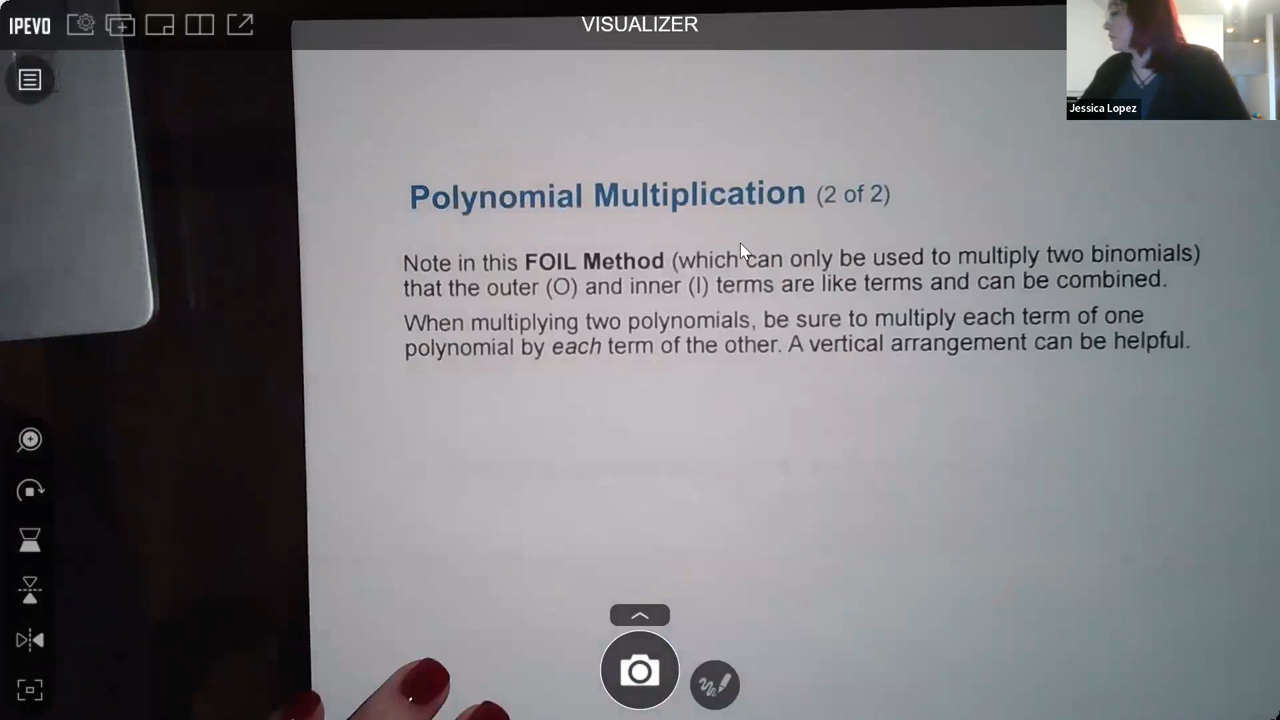 IPEVO
VISUALIZER
Jessica Lopez
Polynomial Multiplication (2 of 2)
Note in this FOIL Method (which can only be used to multiply two binomials)
that the outer (O) and inner (I) terms are like terms and can be combined.
When multiplying two polynomials, be sure to multiply each term of one
polynomial by each term of the other. A vertical arrangement can be helpful.